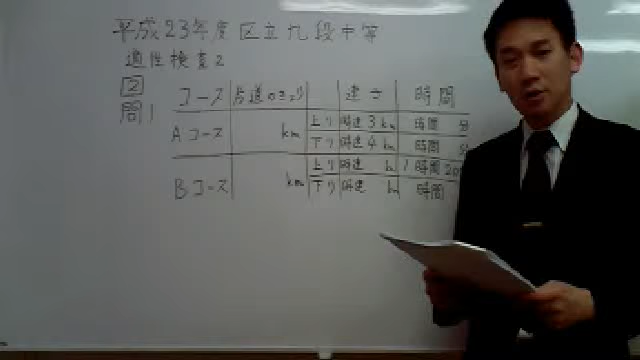 平成23年度区立九段中等
適性検査2
2
問1
コース 片道のきょり 速さ 時間
Aコース km 上り 時速3km 時間 分
下り 時速4km 時間 分
Bコース km 上り 時速 km 1時間20
下り 時速 km 時間